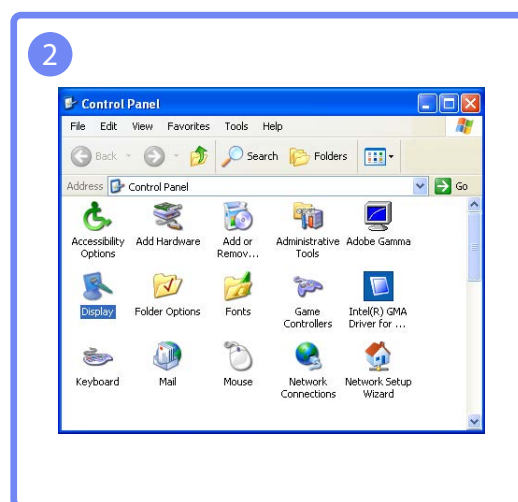 2
Control Panel
File Edit View Favorites Tools Help
Back Search Folders
Address Control Panel Go
Accessibility Options
Add Hardware
Add or Remov...
Administrative Tools
Adobe Gamma
Display
Folder Options
Fonts
Game Controllers
Intel(R) GMA Driver for ...
Keyboard
Mail
Mouse
Network Connections
Network Setup Wizard